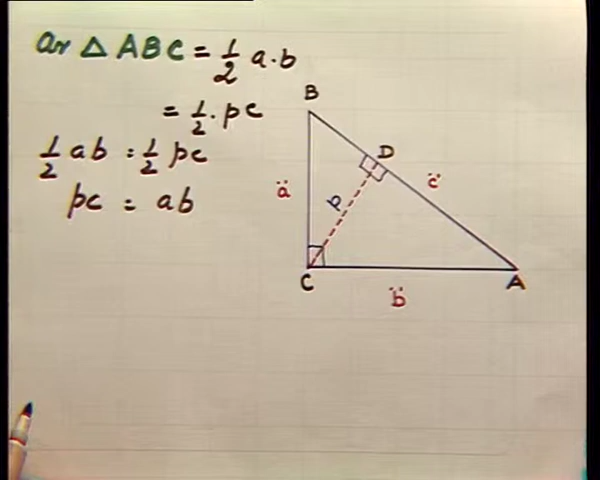 ar △ ABC = 1/2 a.b
= 1/2 . pc
1/2 ab = 1/2 pc
pc = ab
B
D
"a"
p
"c"
C
"b"
A